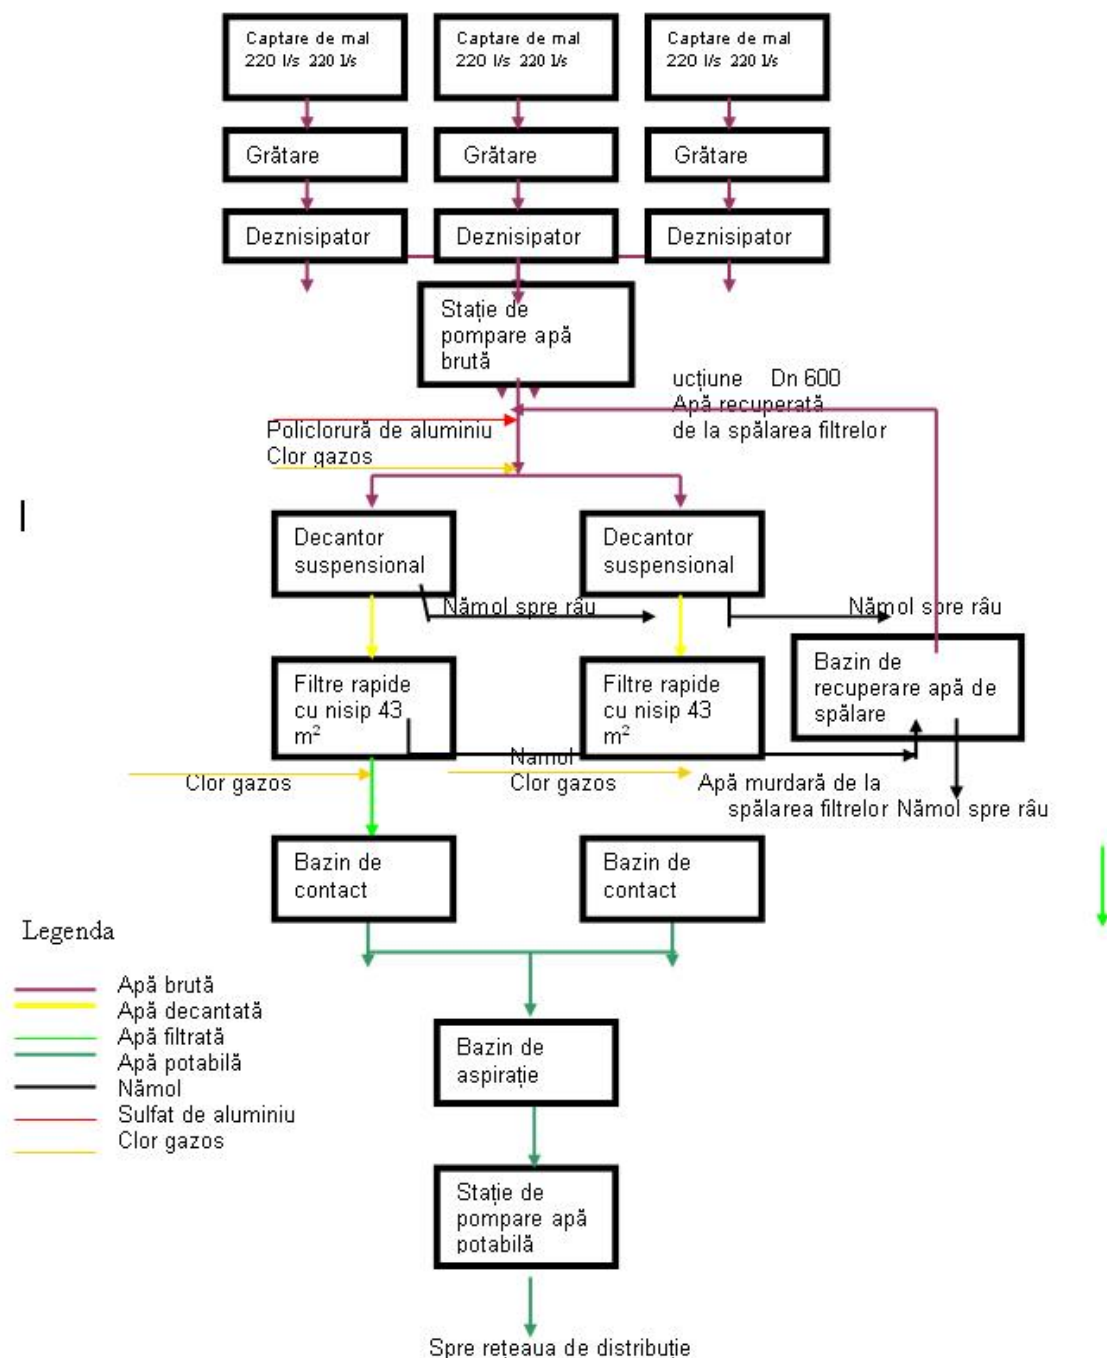 Captare de mal
220 l/s 220 l/s
Captare de mal
220 l/s 220 l/s
Captare de mal
220 l/s 220 l/s
Grătare
Grătare
Grătare
Deznisipator
Deznisipator
Deznisipator
Stație de
pompare apă
brută
ucțiune Dn 600
Apă recuperată
de la spălarea filtrelor
Policlorură de aluminiu
Clor gazos
Decantor
suspensional
Decantor
suspensional
Nămol spre râu
Nămol spre râu
Bazin de
recuperare apă de
spălare
Filtre rapide
cu nisip 43
m²
Filtre rapide
cu nisip 43
m²
Clor gazos
Nămol
Clor gazos
Apă murdară de la
spălarea filtrelor
Nămol spre râu
Bazin de
contact
Bazin de
contact
Legenda
Apă brută
Apă decantată
Apă filtrată
Apă potabilă
Nămol
Sulfat de aluminiu
Clor gazos
Bazin de
aspirație
Stație de
pompare apă
potabilă
Spre rețeaua de distribuție